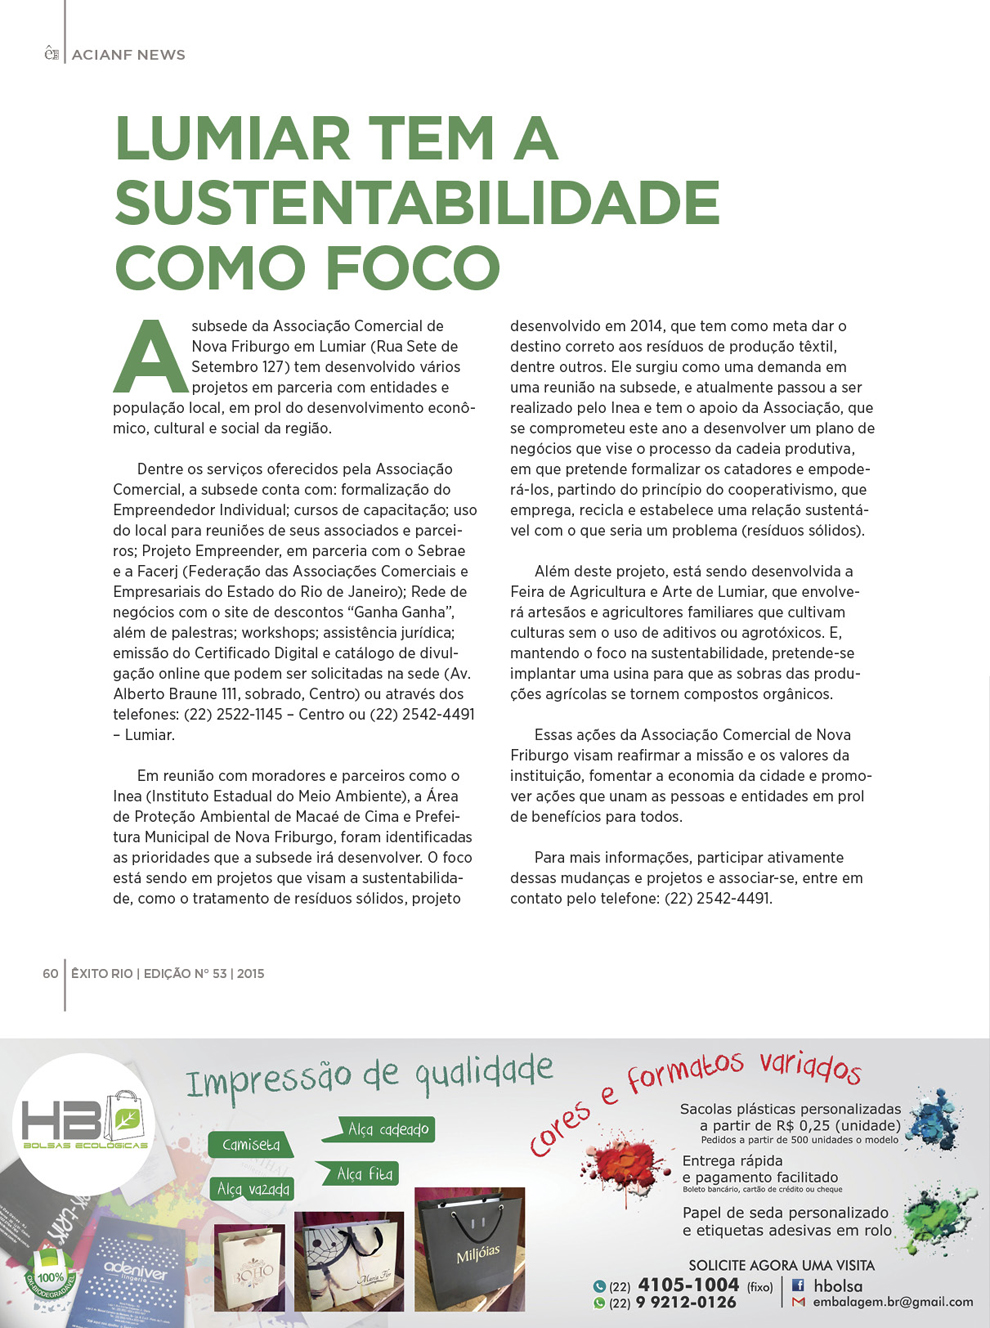 ACIANF NEWS
LUMIAR TEM A
SUSTENTABILIDADE
COMO FOCO
A subsede da Associação Comercial de
Nova Friburgo em Lumiar (Rua Sete de
Setembro 127) tem desenvolvido vários
projetos em parceria com entidades e
população local, em prol do desenvolvimento econô-
mico, cultural e social da região.
Dentre os serviços oferecidos pela Associação
Comercial, a subsede conta com: formalização do
Empreendedor Individual; cursos de capacitação; uso
do local para reuniões de seus associados e parcei-
ros; Projeto Empreender, em parceria com o Sebrae
e a Facerj (Federação das Associações Comerciais e
Empresariais do Estado do Rio de Janeiro); Rede de
negócios com o site de descontos “Ganha Ganha”,
além de palestras; workshops; assistência jurídica;
emissão do Certificado Digital e catálogo de divul-
gação online que podem ser solicitadas na sede (Av.
Alberto Braune 111, sobrado, Centro) ou através dos
telefones: (22) 2522-1145 – Centro ou (22) 2542-4491
– Lumiar.
Em reunião com moradores e parceiros como o
Inea (Instituto Estadual do Meio Ambiente), a Área
de Proteção Ambiental de Macaé de Cima e Prefei-
tura Municipal de Nova Friburgo, foram identificadas
as prioridades que a subsede irá desenvolver. O foco
está sendo em projetos que visam a sustentabilida-
de, como o tratamento de resíduos sólidos, projeto
desenvolvido em 2014, que tem como meta dar o
destino correto aos resíduos de produção têxtil,
dentre outros. Ele surgiu como uma demanda em
uma reunião na subsede, e atualmente passou a ser
realizado pelo Inea e tem o apoio da Associação, que
se comprometeu este ano a desenvolver um plano de
negócios que vise o processo da cadeia produtiva,
em que pretende formalizar os catadores e empode-
rá-los, partindo do princípio do cooperativismo, que
emprega, recicla e estabelece uma relação sustentá-
vel com o que seria um problema (resíduos sólidos).
Além deste projeto, está sendo desenvolvida a
Feira de Agricultura e Arte de Lumiar, que envolve-
rá artesãos e agricultores familiares que cultivam
culturas sem o uso de aditivos ou agrotóxicos. E,
mantendo o foco na sustentabilidade, pretende-se
implantar uma usina para que as sobras das produ-
ções agrícolas se tornem compostos orgânicos.
Essas ações da Associação Comercial de Nova
Friburgo visam reafirmar a missão e os valores da
instituição, fomentar a economia da cidade e promo-
ver ações que unam as pessoas e entidades em prol
de benefícios para todos.
Para mais informações, participar ativamente
dessas mudanças e projetos e associar-se, entre em
contato pelo telefone: (22) 2542-4491.
60 ÊXITO RIO | EDIÇÃO Nº 53 | 2015
HB
BOLSAS ECOLÓGICAS
Impressão de qualidade
Camiseta
Alça cadeado
Alça vazada
Alça fita
BOHO
Miljóias
adeniver
lingerie
100%
cores e formatos variados
Sacolas plásticas personalizadas
a partir de R$ 0,25 (unidade)
Pedidos a partir de 500 unidades o modelo
Entrega rápida
e pagamento facilitado
Boleto bancário, cartão de crédito ou cheque
Papel de seda personalizado
e etiquetas adesivas em rolo
SOLICITE AGORA UMA VISITA
(22) 4105-1004 (fixo)
(22) 9 9212-0126
hbolsa
embalagem.br@gmail.com